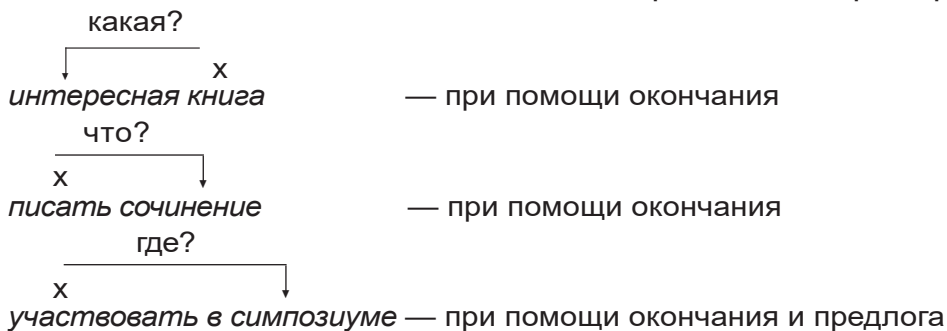 какая?
х
интересная книга — при помощи окончания
что?
х
писать сочинение — при помощи окончания
где?
х
участвовать в симпозиуме — при помощи окончания и предлога